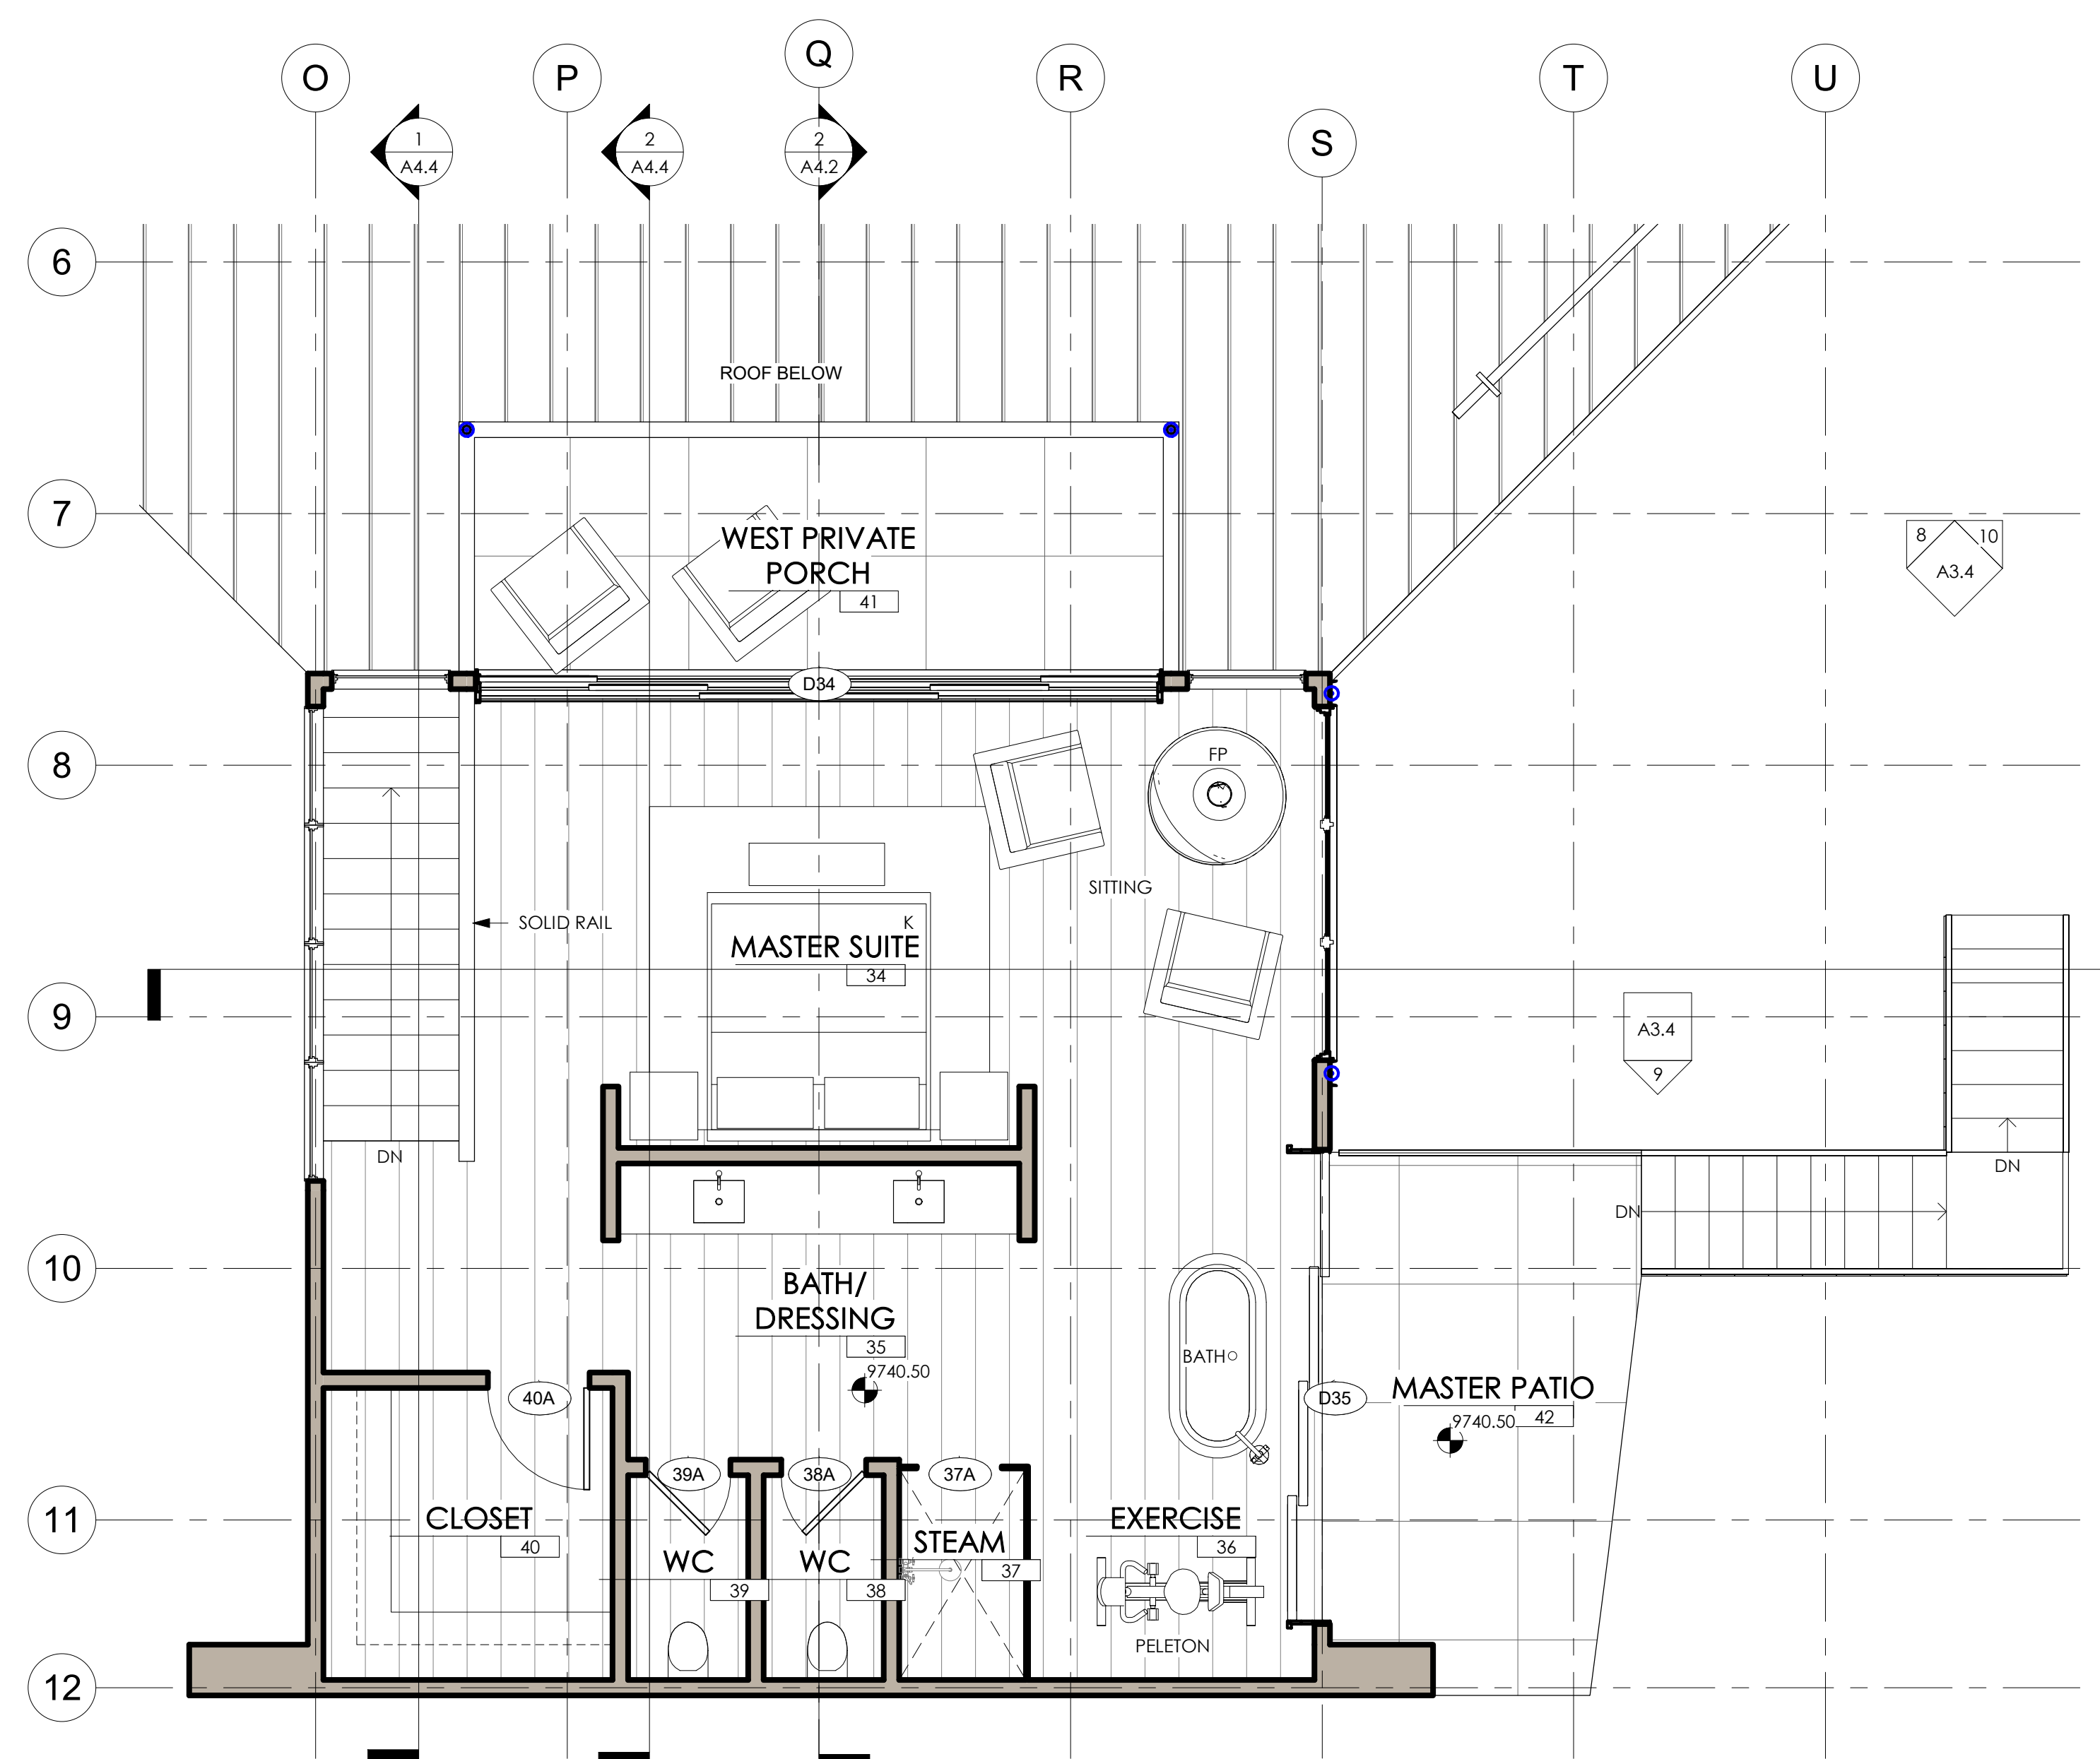 O
P
Q
R
S
T
U
1
A4.4
2
A4.4
2
A4.2
6
ROOF BELOW
7
WEST PRIVATE
PORCH
41
8
10
A3.4
D34
8
FP
SITTING
SOLID RAIL
K
MASTER SUITE
34
9
A3.4
9
DN
DN
DN
10
BATH/
DRESSING
35
9740.50
BATH
40A
D35
MASTER PATIO
42
9740.50
39A
38A
37A
11
CLOSET
40
WC
39
WC
38
STEAM
37
EXERCISE
36
PELETON
12